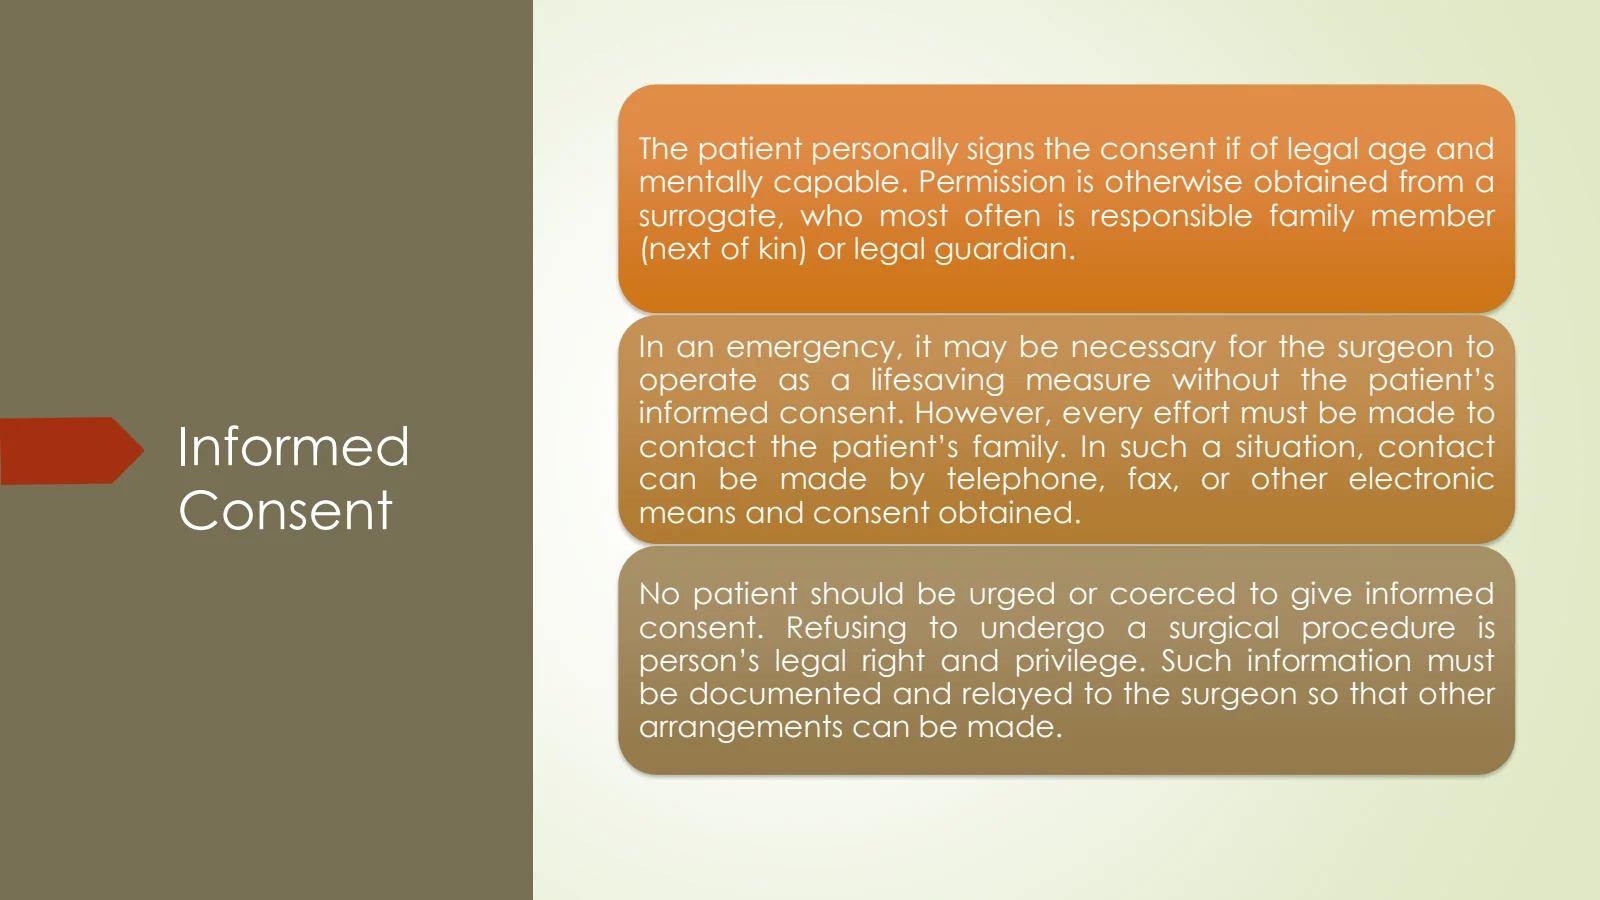 Informed
Consent
The patient personally signs the consent if of legal age and
mentally capable. Permission is otherwise obtained from a
surrogate, who most often is responsible family member
(next of kin) or legal guardian.
In an emergency, it may be necessary for the surgeon to
operate as a lifesaving measure without the patient’s
informed consent. However, every effort must be made to
contact the patient’s family. In such a situation, contact
can be made by telephone, fax, or other electronic
means and consent obtained.
No patient should be urged or coerced to give informed
consent. Refusing to undergo a surgical procedure is
person’s legal right and privilege. Such information must
be documented and relayed to the surgeon so that other
arrangements can be made.